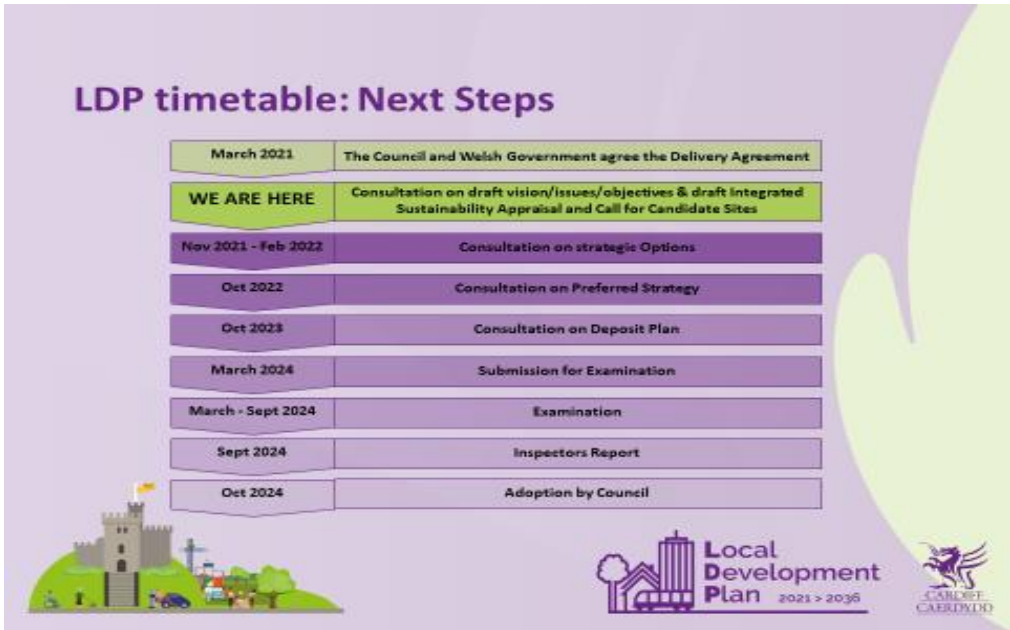 LDP timetable: Next Steps
March 2021
The Council and Welsh Government agree the Delivery Agreement
WE ARE HERE
Consultation on draft vision/issues/objectives & draft Integrated
Sustainability Appraisal and Call for Candidate Sites
Nov 2021 - Feb 2022
Consultation on strategic Options
Oct 2022
Consultation on Preferred Strategy
Oct 2023
Consultation on Deposit Plan
March 2024
Submission for Examination
March - Sept 2024
Examination
Sept 2024
Inspectors Report
Oct 2024
Adoption by Council
Local
Development
Plan 2021 > 2036
CARDIFF
CAERDYDD